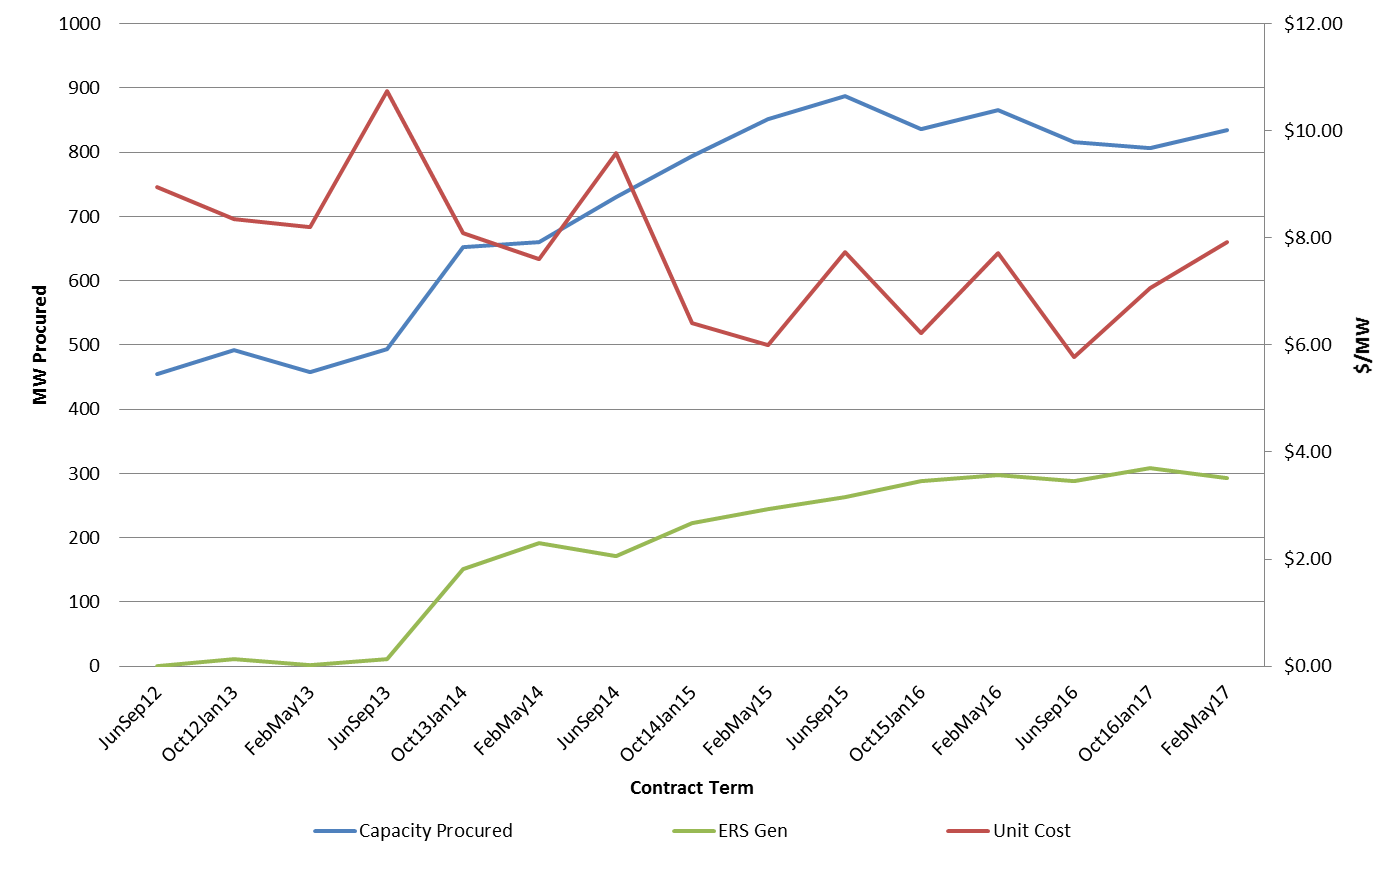 1000
900
800
700
600
500
400
300
200
100
0
MW Procured
$12.00
$10.00
$8.00
$6.00
$4.00
$2.00
$0.00
$/MW
JunSep12
Oct12Jan13
FebMay13
JunSep13
Oct13Jan14
FebMay14
JunSep14
Oct14Jan15
FebMay15
JunSep15
Oct15Jan16
FebMay16
JunSep16
Oct16Jan17
FebMay17
Contract Term
Capacity Procured
ERS Gen
Unit Cost